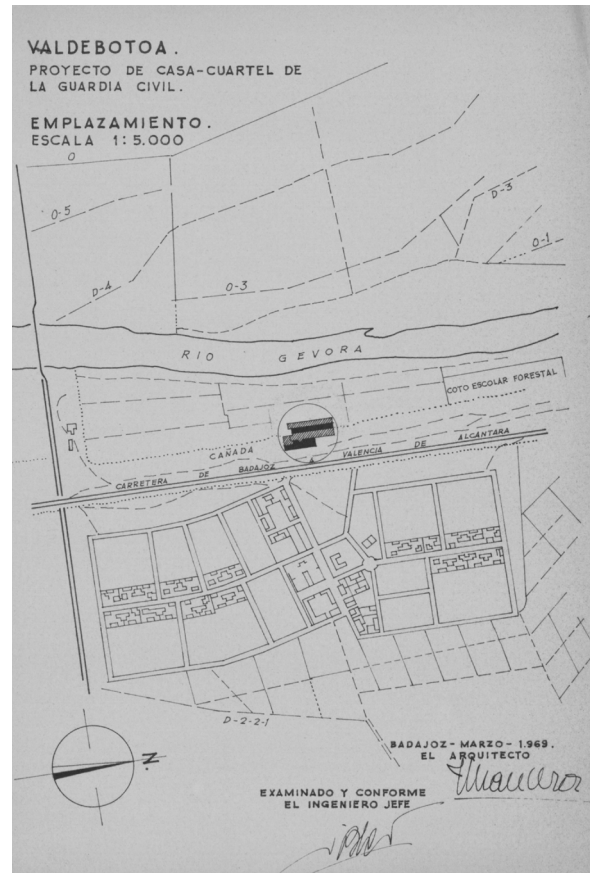 VALDEBOTOA.
PROYECTO DE CASA-CUARTEL DE
LA GUARDIA CIVIL.
EMPLAZAMIENTO.
ESCALA 1:5.000
O
O-5
D-4
O-3
D-3
O-1
RIO GEVORA
COTO ESCOLAR FORESTAL
CAÑADA
CARRETERA DE BADAJOZ A VALENCIA DE ALCANTARA
D-2-2-1
N
BADAJOZ-MARZO-1.969.
EL ARQUITECTO
EXAMINADO Y CONFORME
EL INGENIERO JEFE